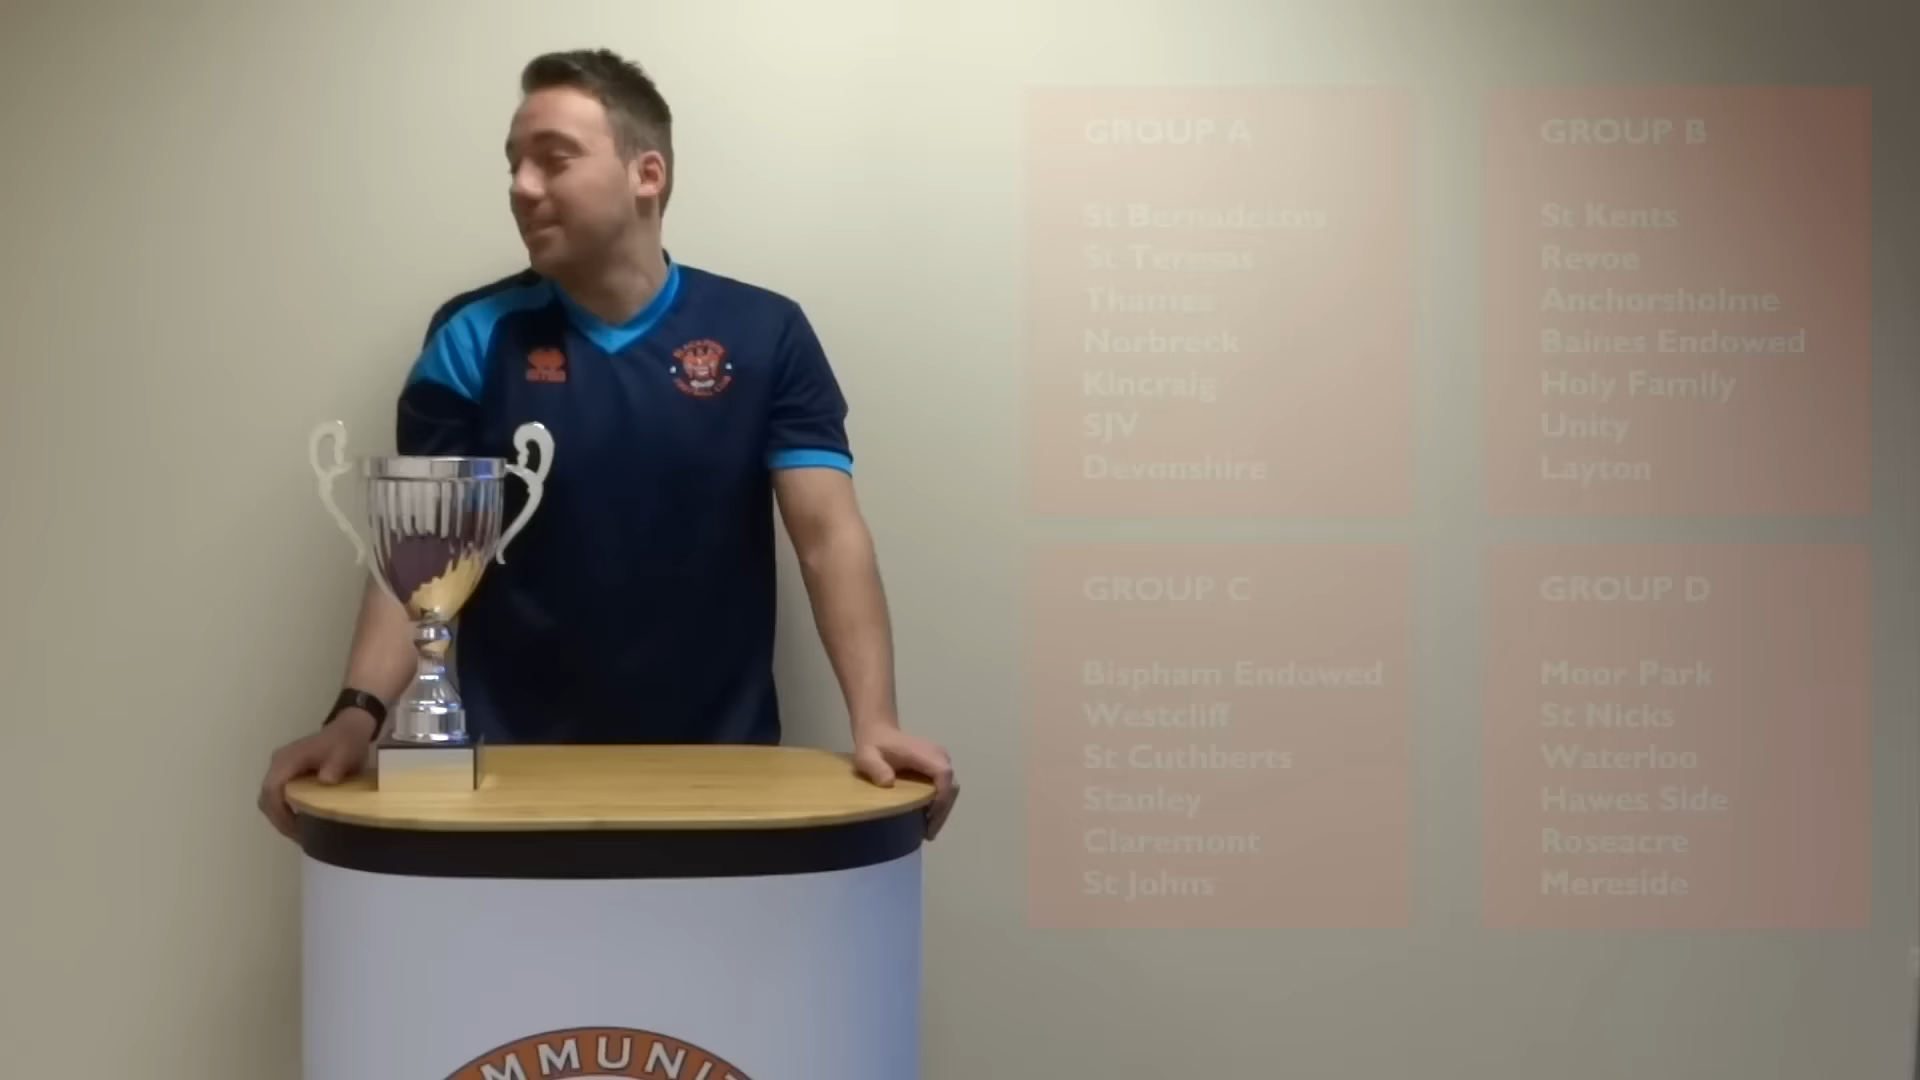 GROUP A
St Bernadettes
St Teresas
Thames
Norbreck
Kincraig
SJV
Devonshire
GROUP B
St Kents
Revoe
Anchorsholme
Baines Endowed
Holy Family
Unity
Layton
GROUP C
Bispham Endowed
Westcliff
St Cuthberts
Stanley
Claremont
St Johns
GROUP D
Moor Park
St Nicks
Waterloo
Hawes Side
Roseacre
Mereside